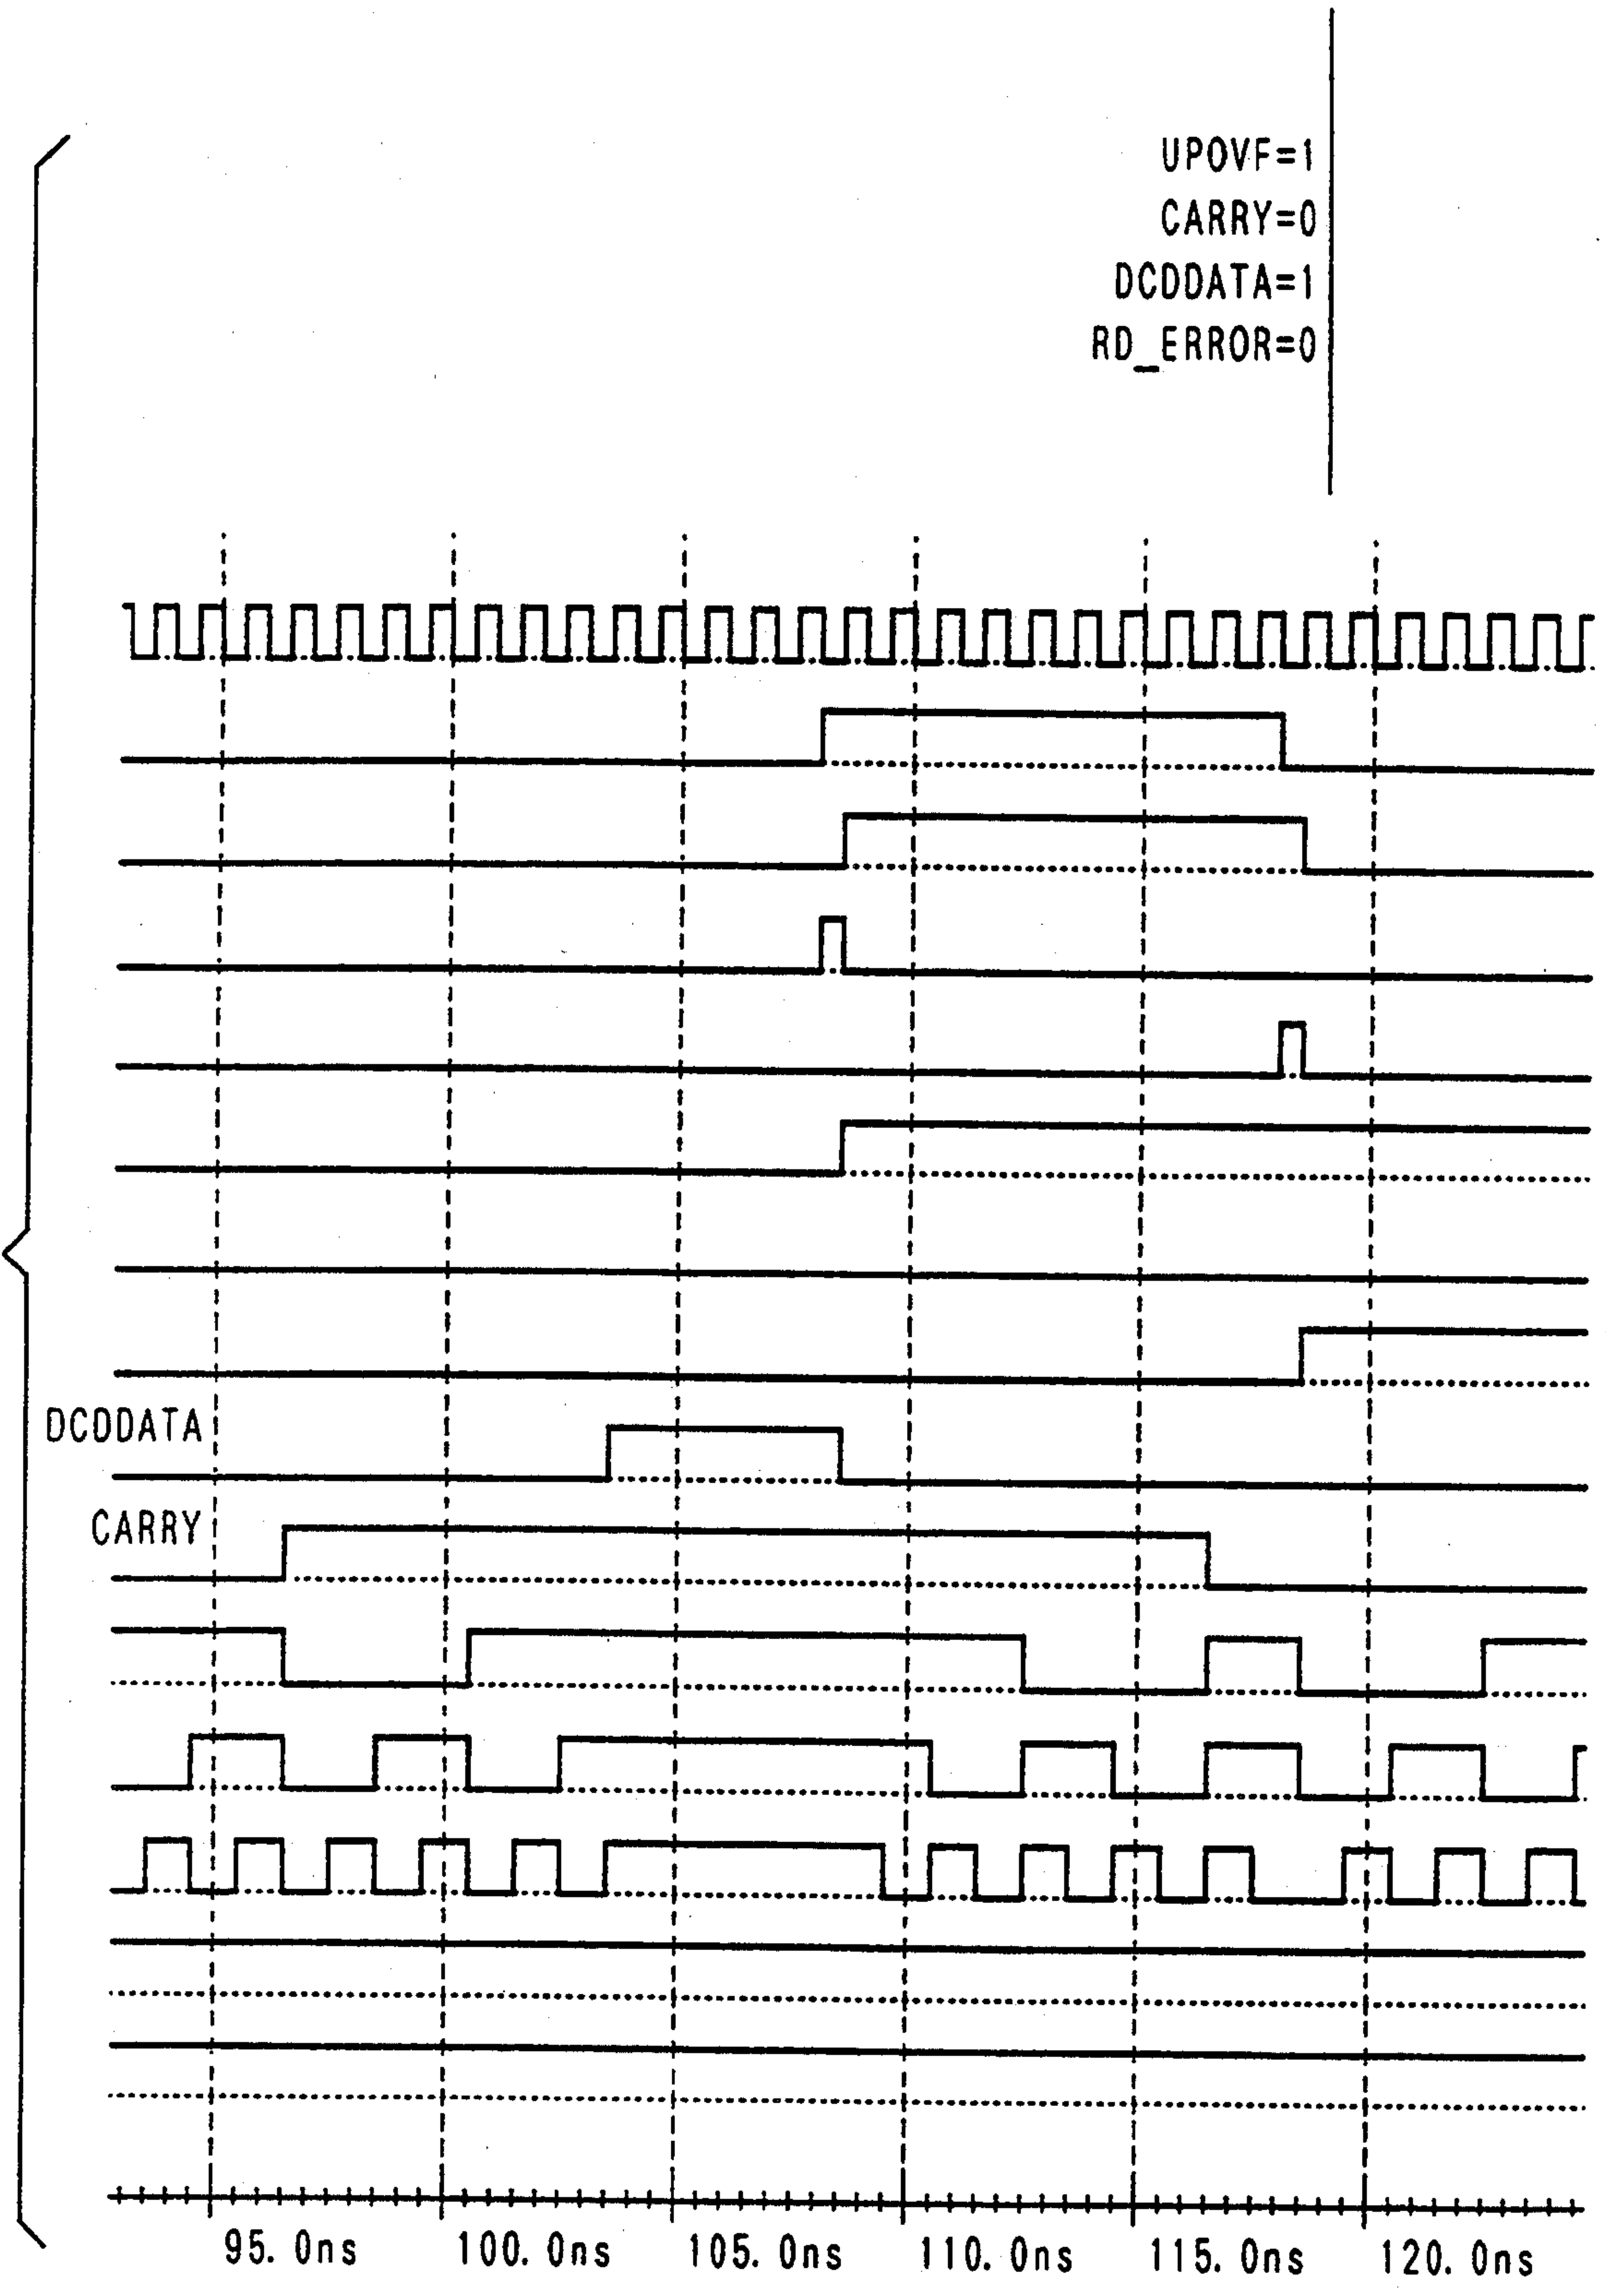 UPOVF=1
CARRY=0
DCDDATA=1
RD_ERROR=0
DCDDATA
CARRY
95.0ns 100.0ns 105.0ns 110.0ns 115.0ns 120.0ns